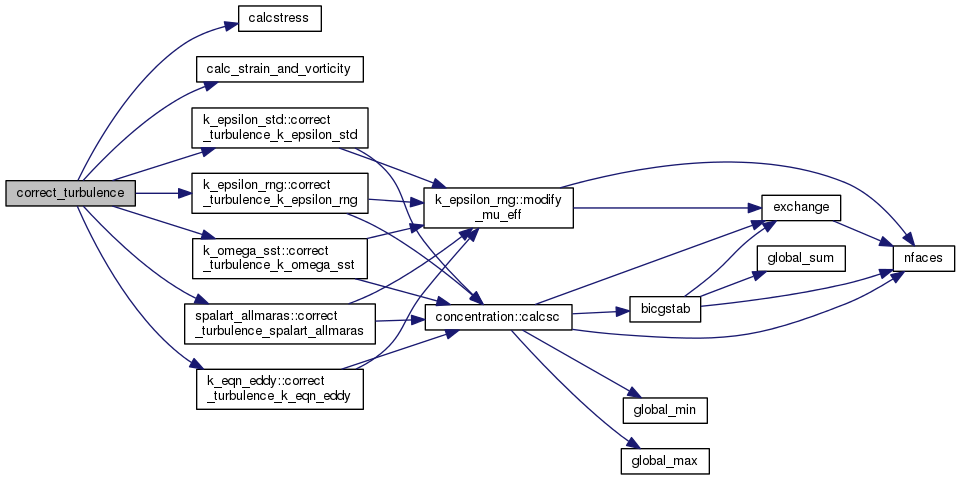 calcstress
calc_strain_and_vorticity
k_epsilon_std::correct
_turbulence_k_epsilon_std
correct_turbulence
k_epsilon_rng::correct
_turbulence_k_epsilon_rng
k_omega_sst::correct
_turbulence_k_omega_sst
spalart_allmaras::correct
_turbulence_spalart_allmaras
k_eqn_eddy::correct
_turbulence_k_eqn_eddy
k_epsilon_rng::modify
_mu_eff
concentration::calcsc
exchange
global_sum
nfaces
bicgstab
global_min
global_max